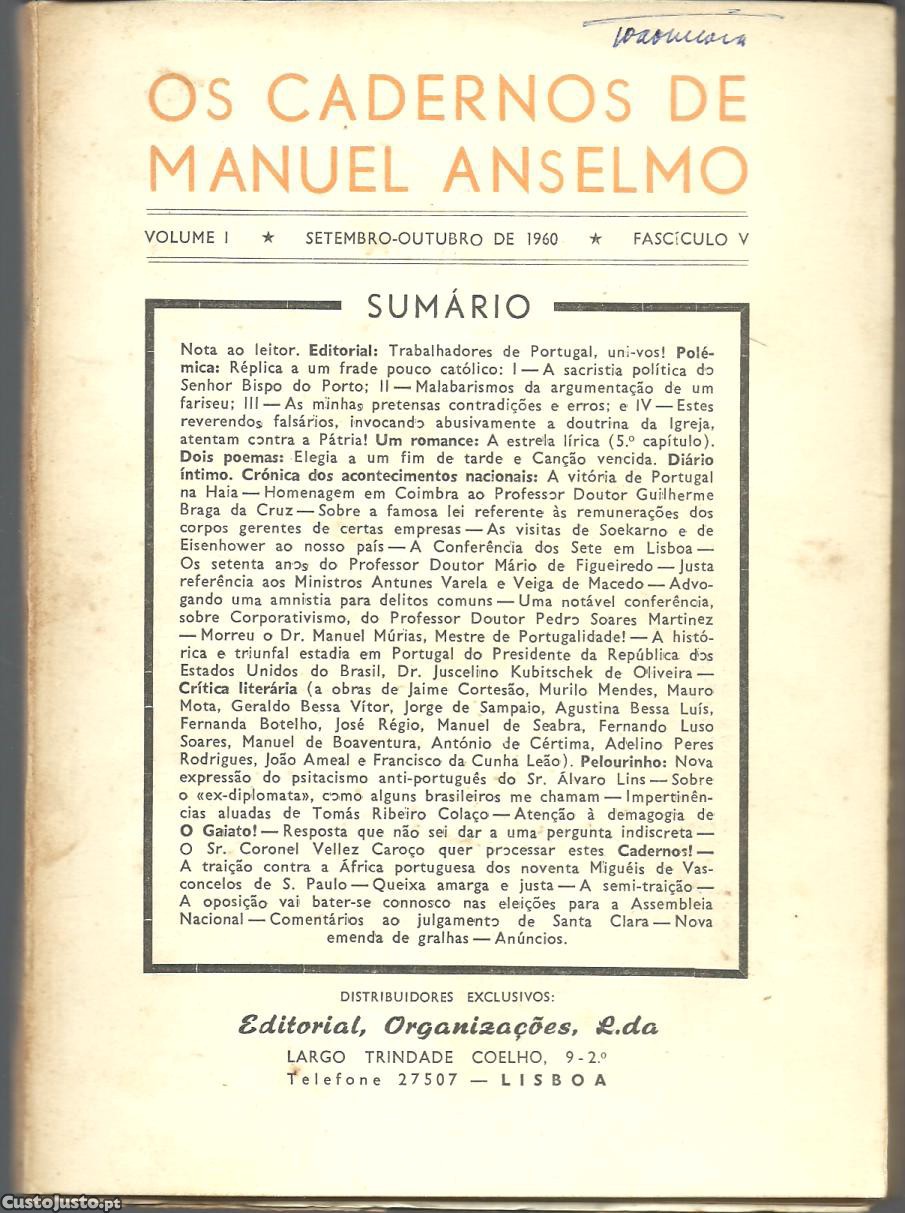 OS CADERNOS DE
MANUEL ANSELMO
VOLUME I ★ SETEMBRO-OUTUBRO DE 1960 ★ FASCÍCULO V
SUMÁRIO
Nota ao leitor. Editorial: Trabalhadores de Portugal, uni-vos! Polé-
mica: Réplica a um frade pouco católico: I — A sacristia política do
Senhor Bispo do Porto; II — Malabarismos da argumentação de um
fariseu; III — As minhas pretensas contradições e erros; e IV — Estes
reverendos falsários, invocando abusivamente a doutrina da Igreja,
atentam contra a Pátria! Um romance: A estrela lírica (5.º capítulo).
Dois poemas: Elegia a um fim de tarde e Canção vencida. Diário
íntimo. Crónica dos acontecimentos nacionais: A vitória de Portugal
na Haia — Homenagem em Coimbra ao Professor Doutor Guilherme
Braga da Cruz — Sobre a famosa lei referente às remunerações dos
corpos gerentes de certas empresas — As visitas de Soekarno e de
Eisenhower ao nosso país — A Conferência dos Sete em Lisboa —
Os setenta anos do Professor Doutor Mário de Figueiredo — Justa
referência aos Ministros Antunes Varela e Veiga de Macedo — Advo-
gando uma amnistia para delitos comuns — Uma notável conferência,
sobre Corporativismo, do Professor Doutor Pedro Soares Martinez
— Morreu o Dr. Manuel Múrias, Mestre de Portugalidade! — A histó-
rica e triunfal estadia em Portugal do Presidente da República dos
Estados Unidos do Brasil, Dr. Juscelino Kubitschek de Oliveira —
Crítica literária (a obras de Jaime Cortesão, Murilo Mendes, Mauro
Mota, Geraldo Bessa Vítor, Jorge de Sampaio, Agustina Bessa Luís,
Fernanda Botelho, José Régio, Manuel de Seabra, Fernando Luso
Soares, Manuel de Boaventura, António de Cértima, Adelino Peres
Rodrigues, João Ameal e Francisco da Cunha Leão). Pelourinho: Nova
expressão do psitacismo anti-português do Sr. Álvaro Lins — Sobre
o «ex-diplomata», como alguns brasileiros me chamam — Impertinên-
cias aluadas de Tomás Ribeiro Colaço — Atenção à demagogia de
O Gaiato! — Resposta que não sei dar a uma pergunta indiscreta —
O Sr. Coronel Vellez Caroço quer processar estes Cadernos! —
A traição contra a África portuguesa dos noventa Miguéis de Vas-
concelos de S. Paulo — Queixa amarga e justa — A semi-traição —
A oposição vai bater-se connosco nas eleições para a Assembleia
Nacional — Comentários ao julgamento de Santa Clara — Nova
emenda de gralhas — Anúncios.
DISTRIBUIDORES EXCLUSIVOS:
Editorial, Organizações, L.da
LARGO TRINDADE COELHO, 9-2.º
Telefone 27507 — LISBOA
CustoJusto.pt